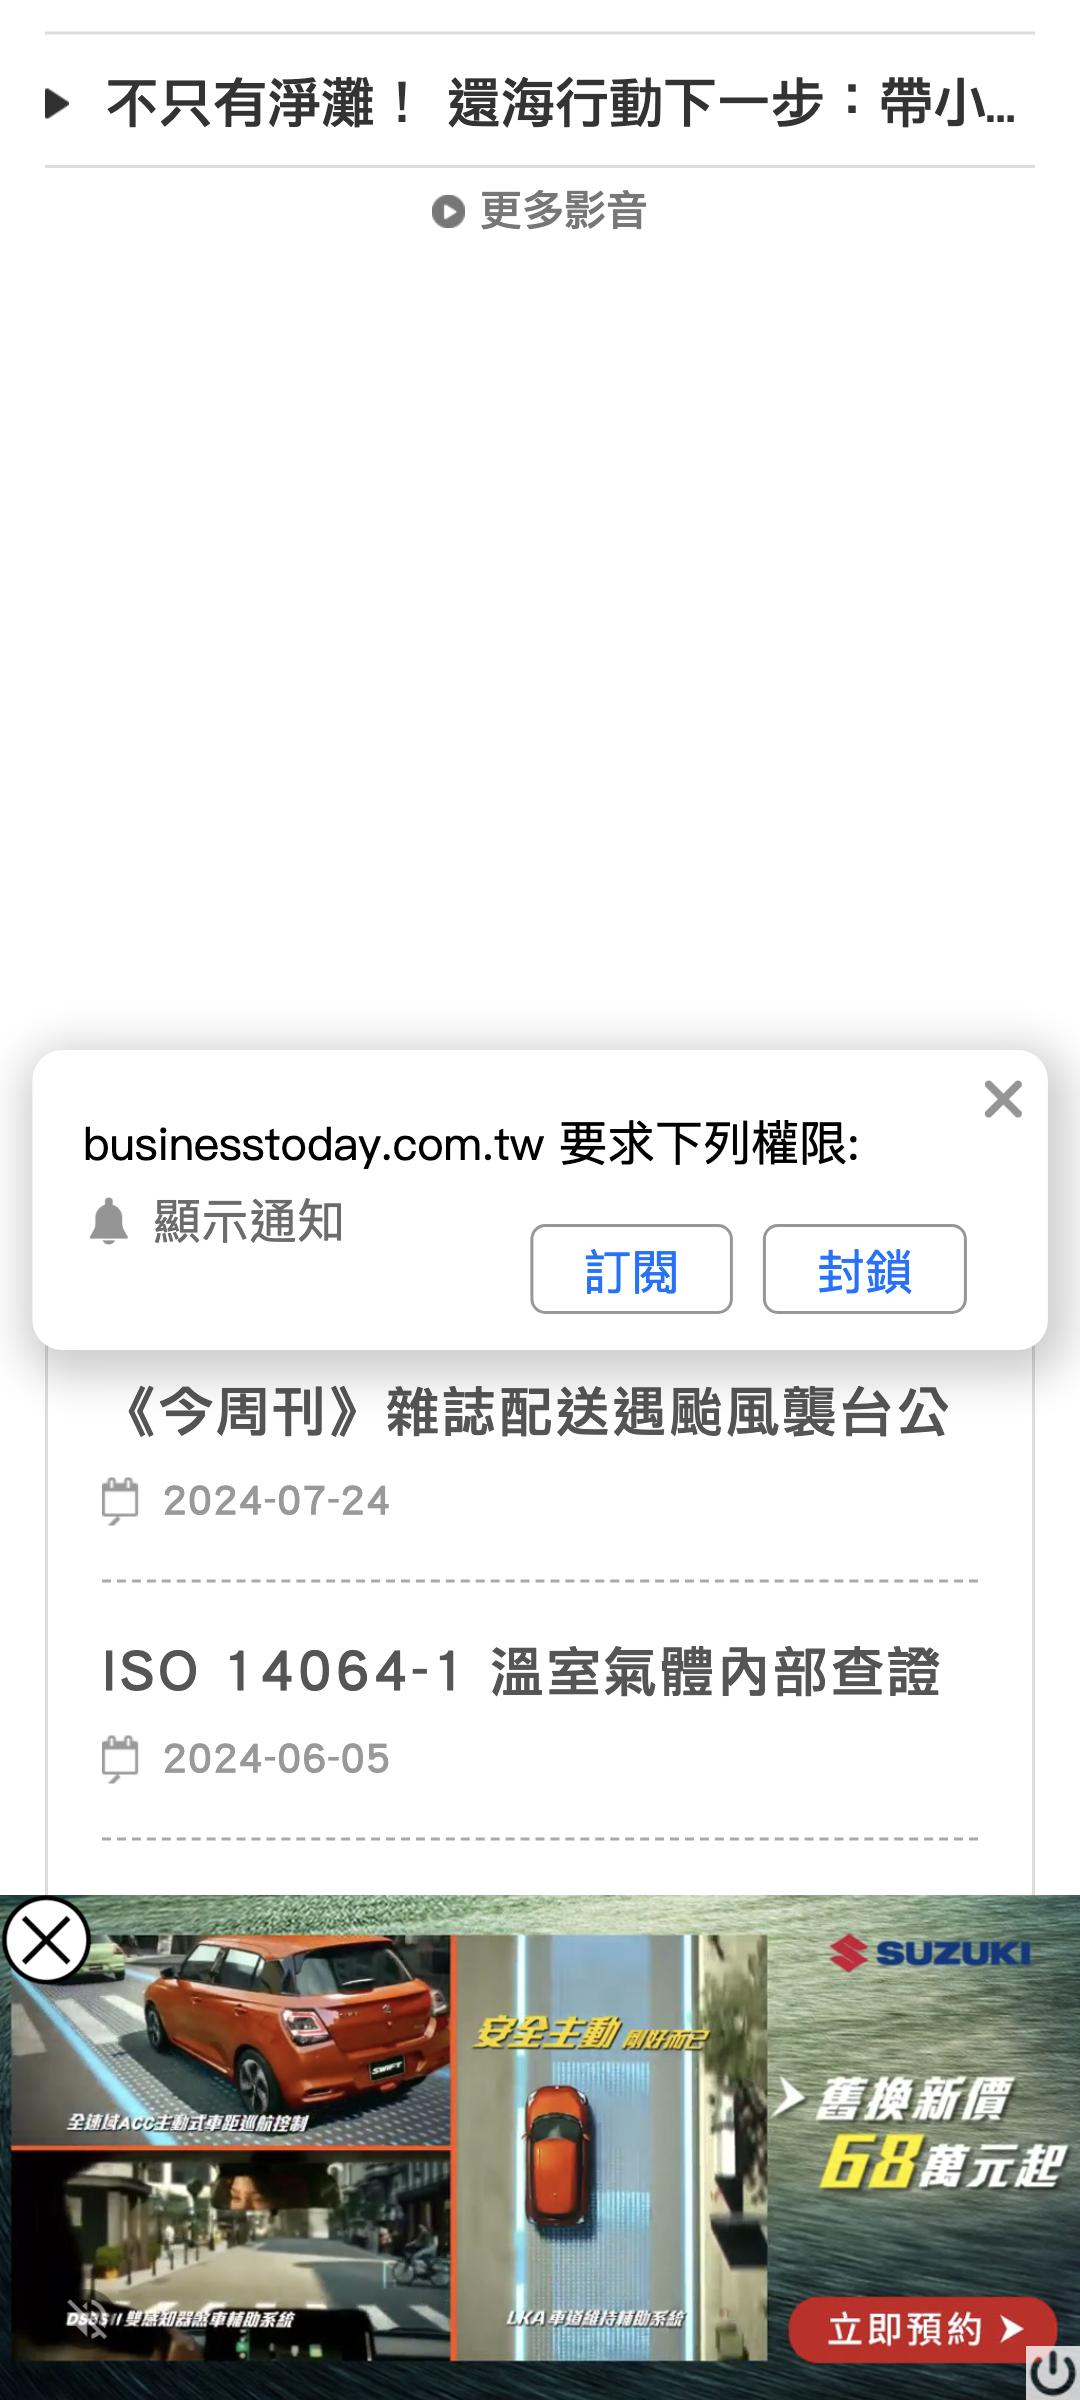 不只有淨灘！ 還海行動下一步：帶小...
更多影音
businesstoday.com.tw 要求下列權限:
顯示通知
訂閱
封鎖
《今周刊》雜誌配送遇颱風襲台公
2024-07-24
ISO 14064-1 溫室氣體內部查證
2024-06-05
SUZUKI
安全主動 剛好而已
SWIFT
全速域ACC主動式車距巡航控制
舊換新價
68萬元起
雙感知器煞車輔助系統
LKA 車道維持輔助系統
立即預約